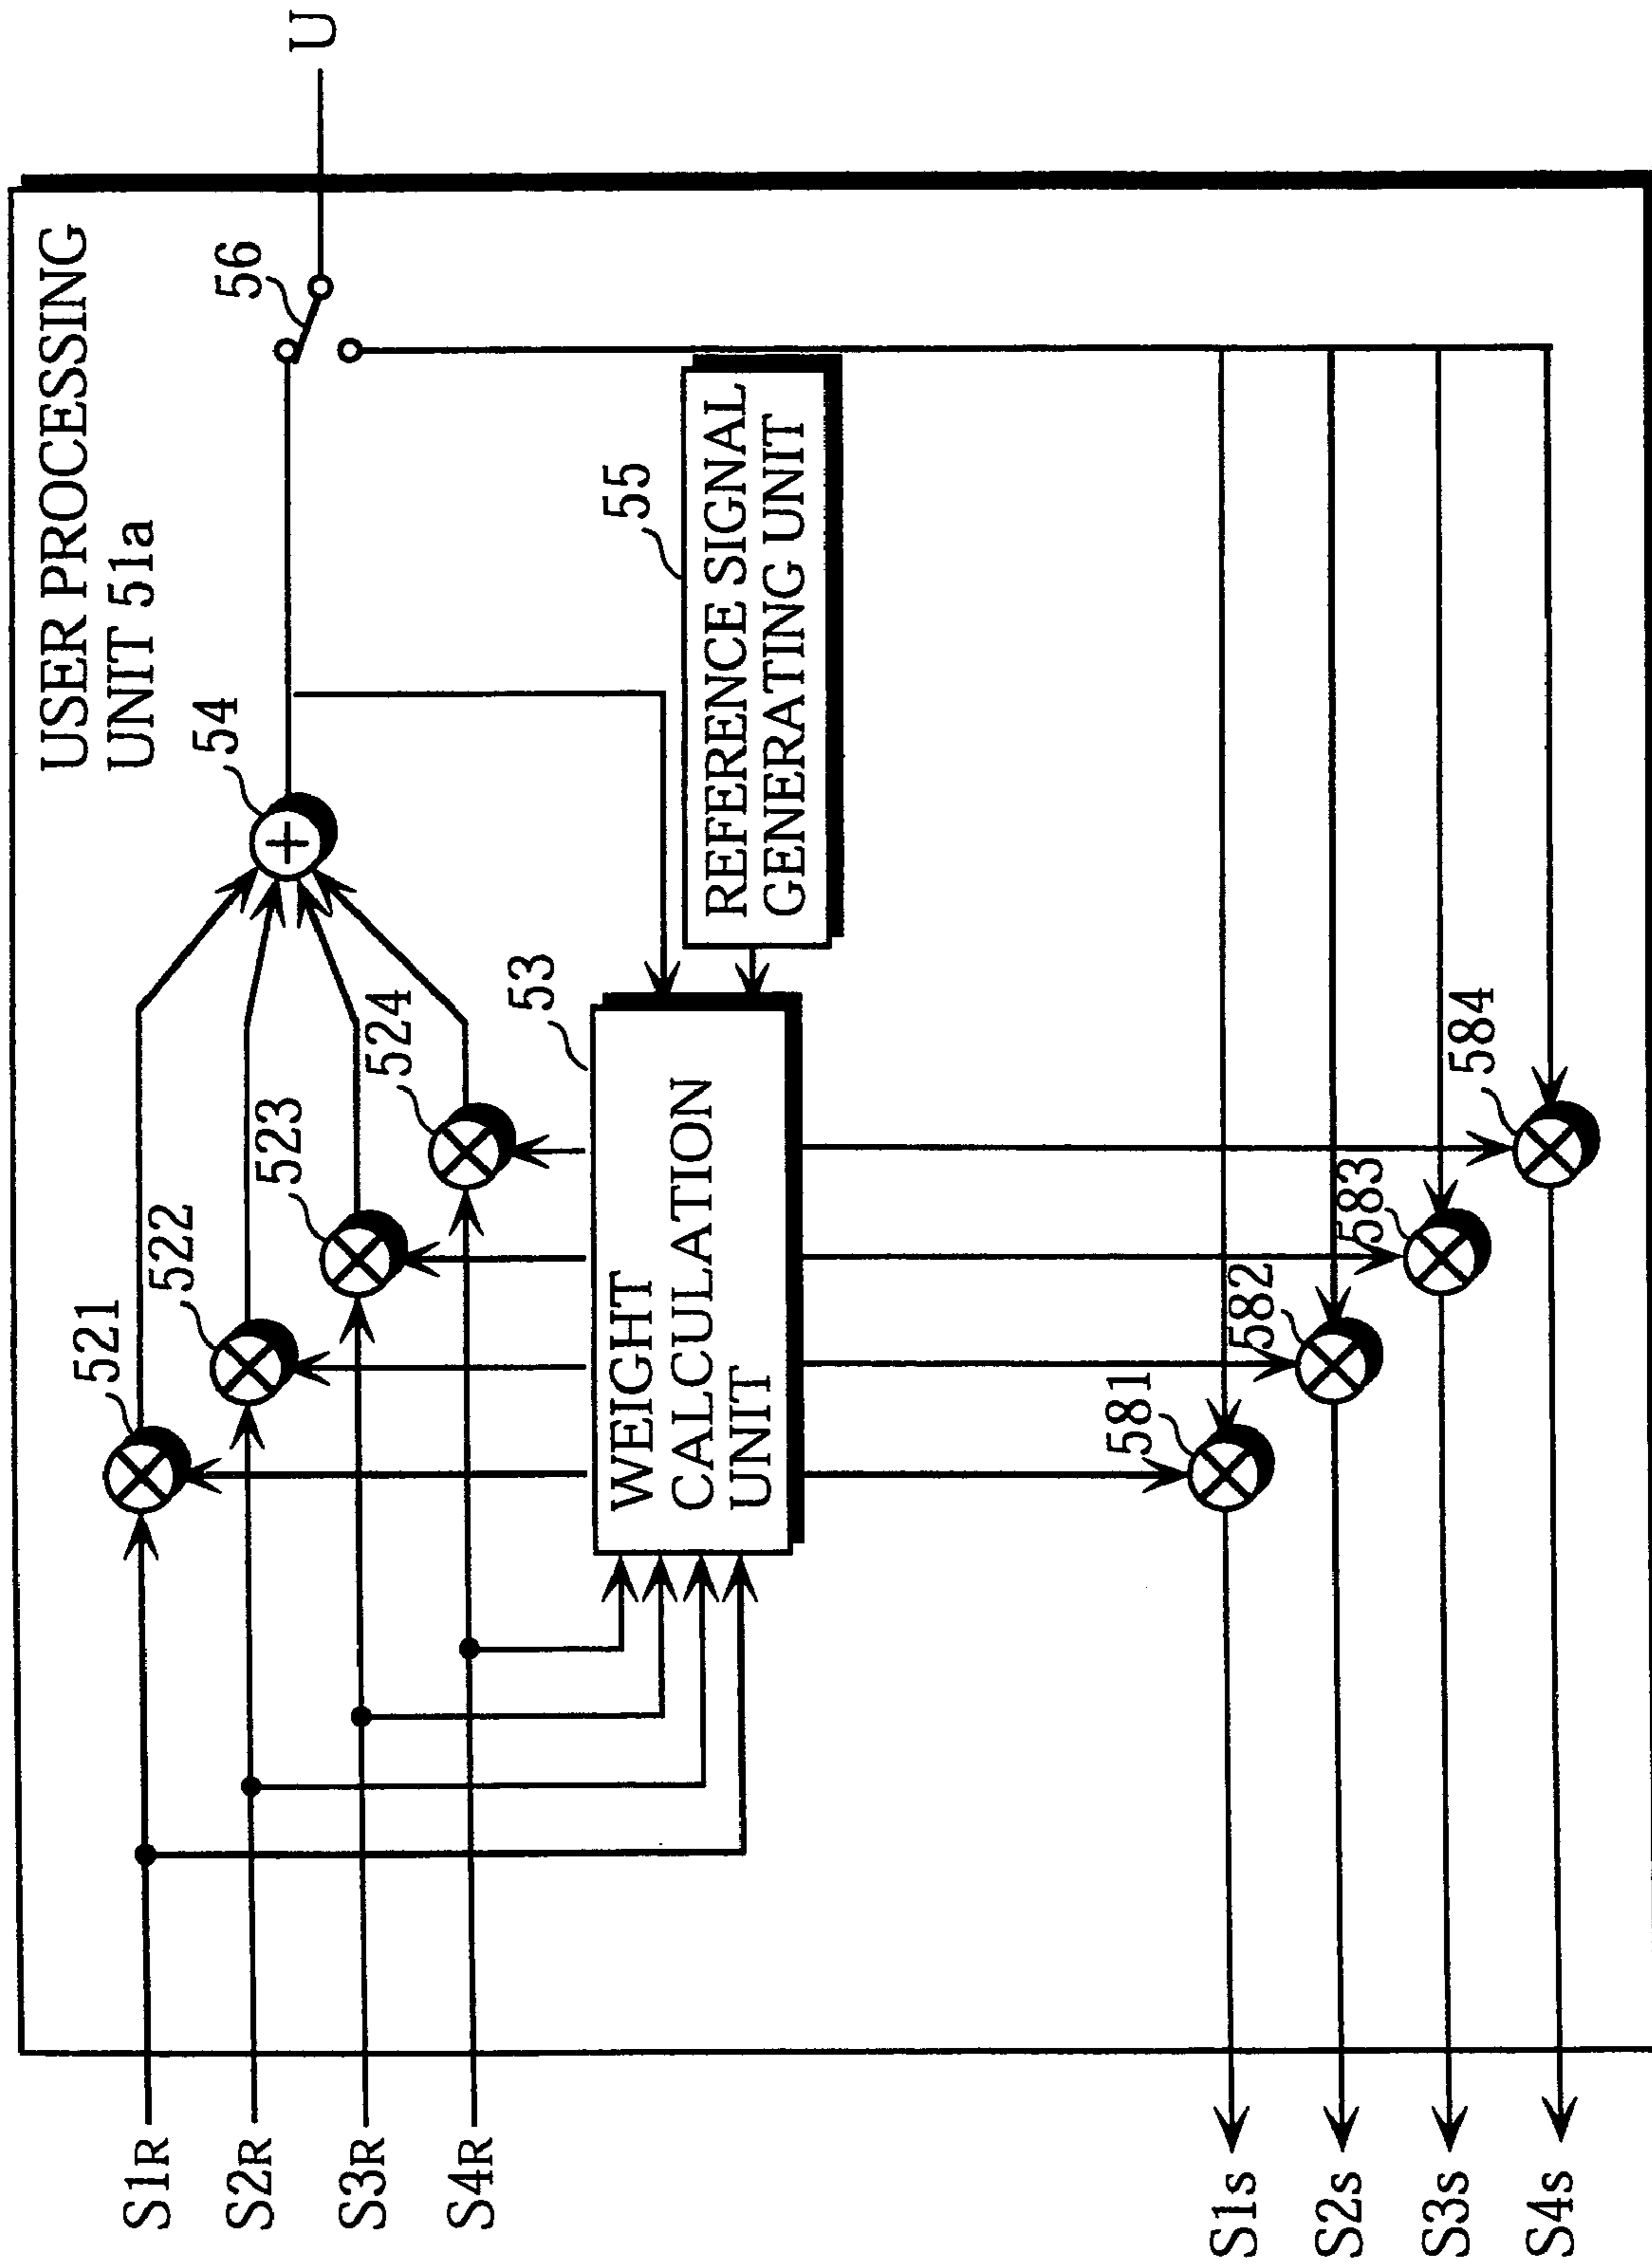 USER PROCESSING
UNIT 51a
U
56
54
55
REFERENCE SIGNAL
GENERATING UNIT
53
WEIGHT
CALCULATION
UNIT
521
522
523
524
581
582
583
584
S1R
S2R
S3R
S4R
S1s
S2s
S3s
S4s